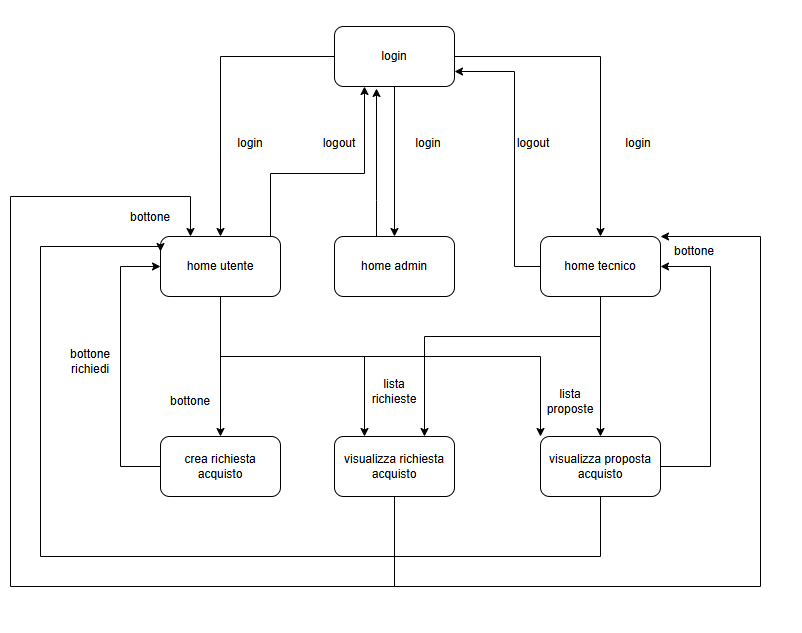 login
login
logout
login
logout
login
bottone
home utente
home admin
home tecnico
bottone
bottone
richiedi
bottone
lista
richieste
lista
proposte
crea richiesta
acquisto
visualizza richiesta
acquisto
visualizza proposta
acquisto